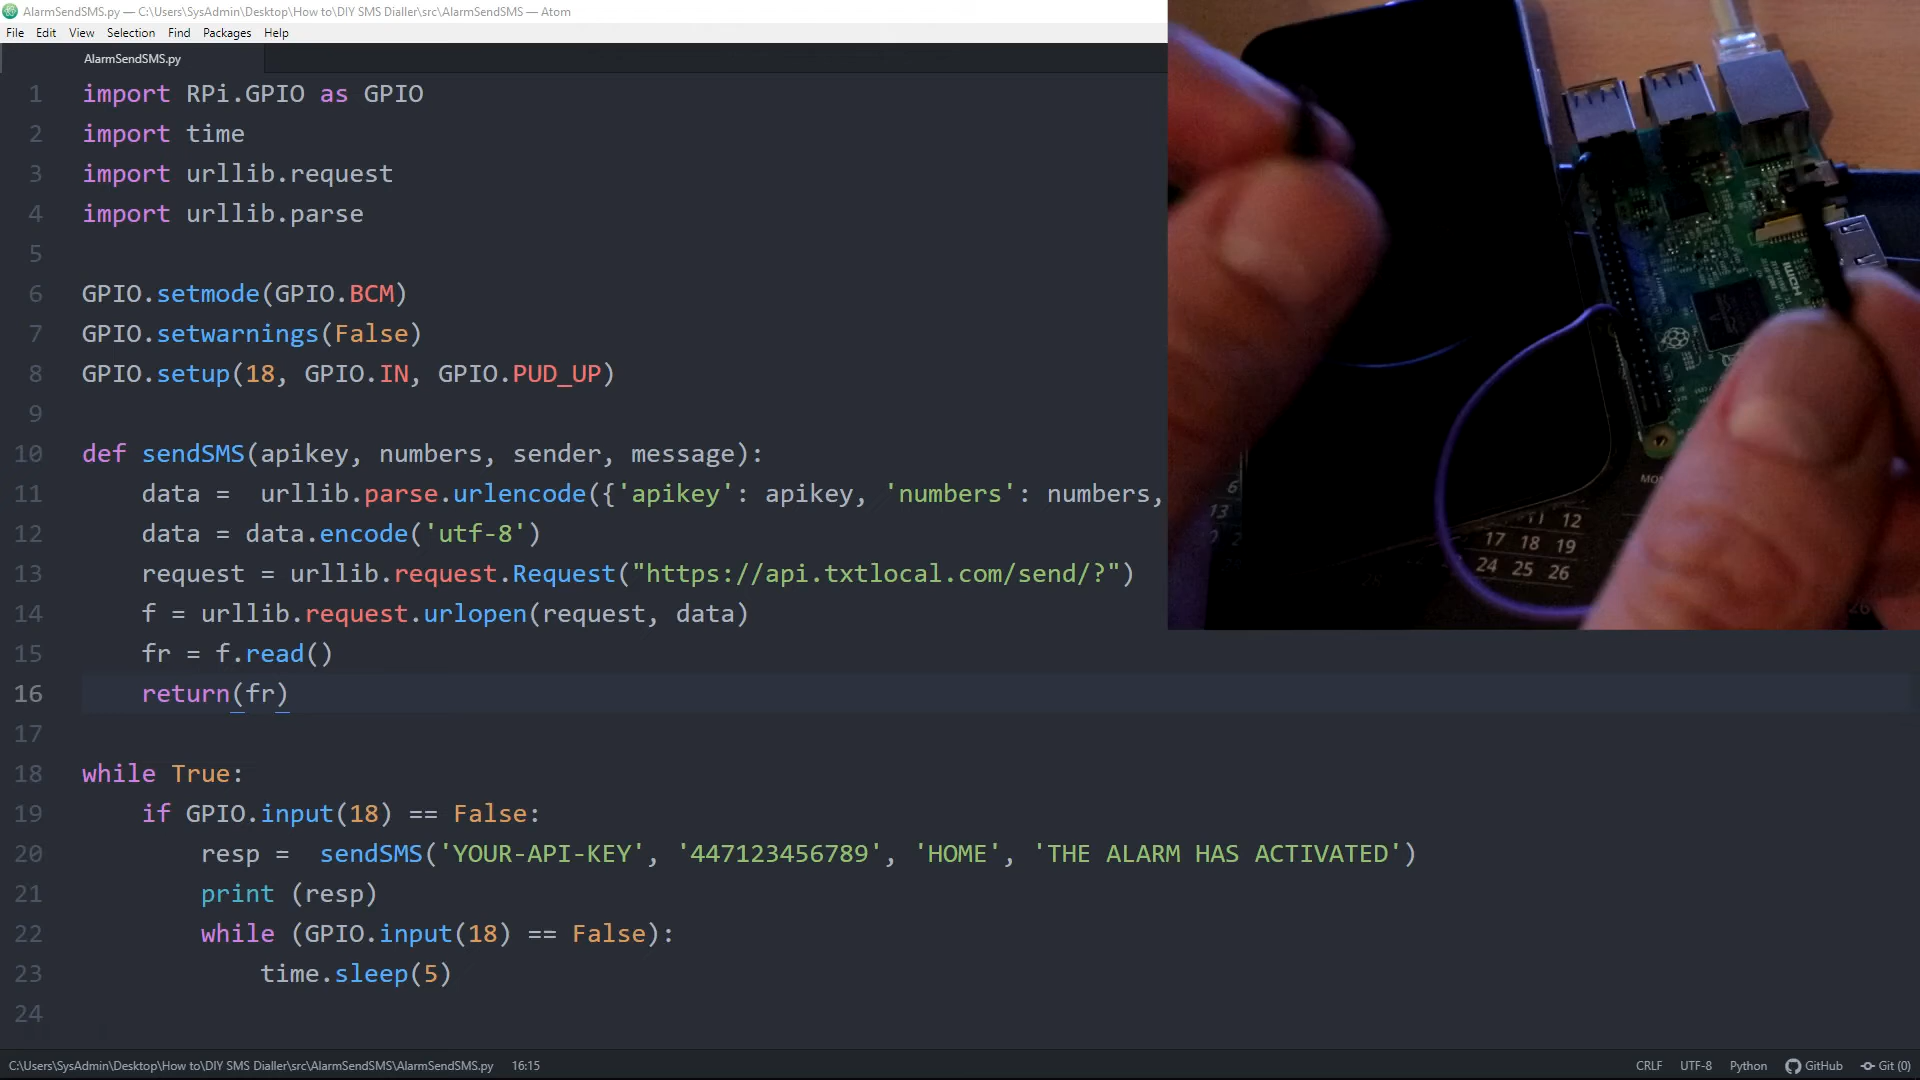 AlarmSendSMS.py — C:\Users\SysAdmin\Desktop\How to\DIY SMS Dialler\src\AlarmSendSMS — Atom
File Edit View Selection Find Packages Help
AlarmSendSMS.py
1 import RPi.GPIO as GPIO
2 import time
3 import urllib.request
4 import urllib.parse
5
6 GPIO.setmode(GPIO.BCM)
7 GPIO.setwarnings(False)
8 GPIO.setup(18, GPIO.IN, GPIO.PUD_UP)
9
10 def sendSMS(apikey, numbers, sender, message):
11 data =  urllib.parse.urlencode({'apikey': apikey, 'numbers': numbers,
12 data = data.encode('utf-8')
13 request = urllib.request.Request("https://api.txtlocal.com/send/?")
14 f = urllib.request.urlopen(request, data)
15 fr = f.read()
16 return(fr)
17
18 while True:
19 if GPIO.input(18) == False:
20 resp =  sendSMS('YOUR-API-KEY', '447123456789', 'HOME', 'THE ALARM HAS ACTIVATED')
21 print (resp)
22 while (GPIO.input(18) == False):
23 time.sleep(5)
24
C:\Users\SysAdmin\Desktop\How to\DIY SMS Dialler\src\AlarmSendSMS\AlarmSendSMS.py 16:15 CRLF UTF-8 Python GitHub Git (0)
HDMI
6
13 11 12
17 18 19
24 25 26